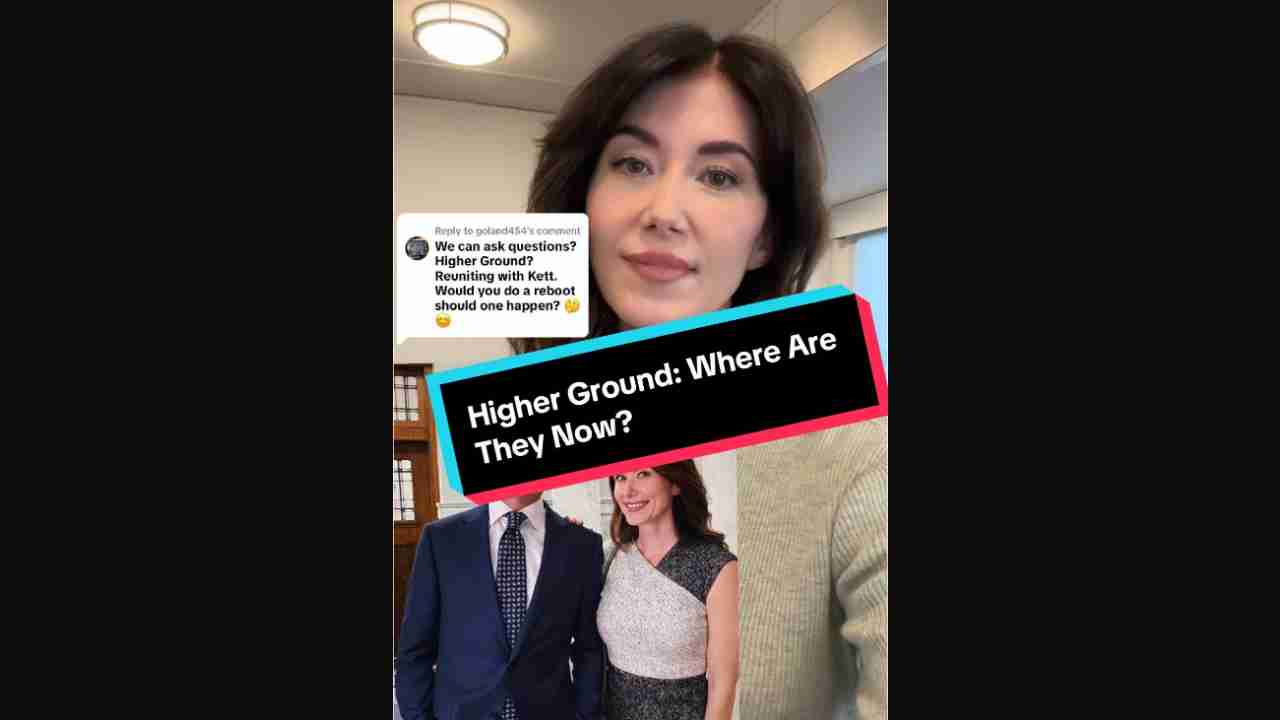 Reply to goland454's comment
We can ask questions?
Higher Ground?
Reuniting with Kett.
Would you do a reboot
should one happen? 🤔
😄
Higher Ground: Where Are
They Now?